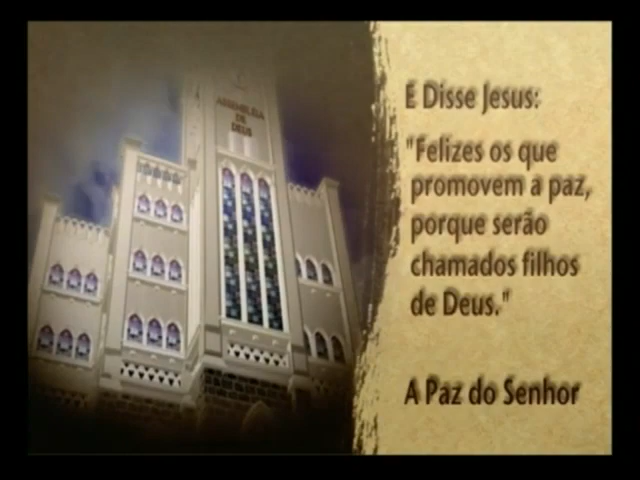 ASSEMBLEIA
DE
DEUS
E Disse Jesus:
"Felizes os que
promovem a paz,
porque serão
chamados filhos
de Deus."
A Paz do Senhor